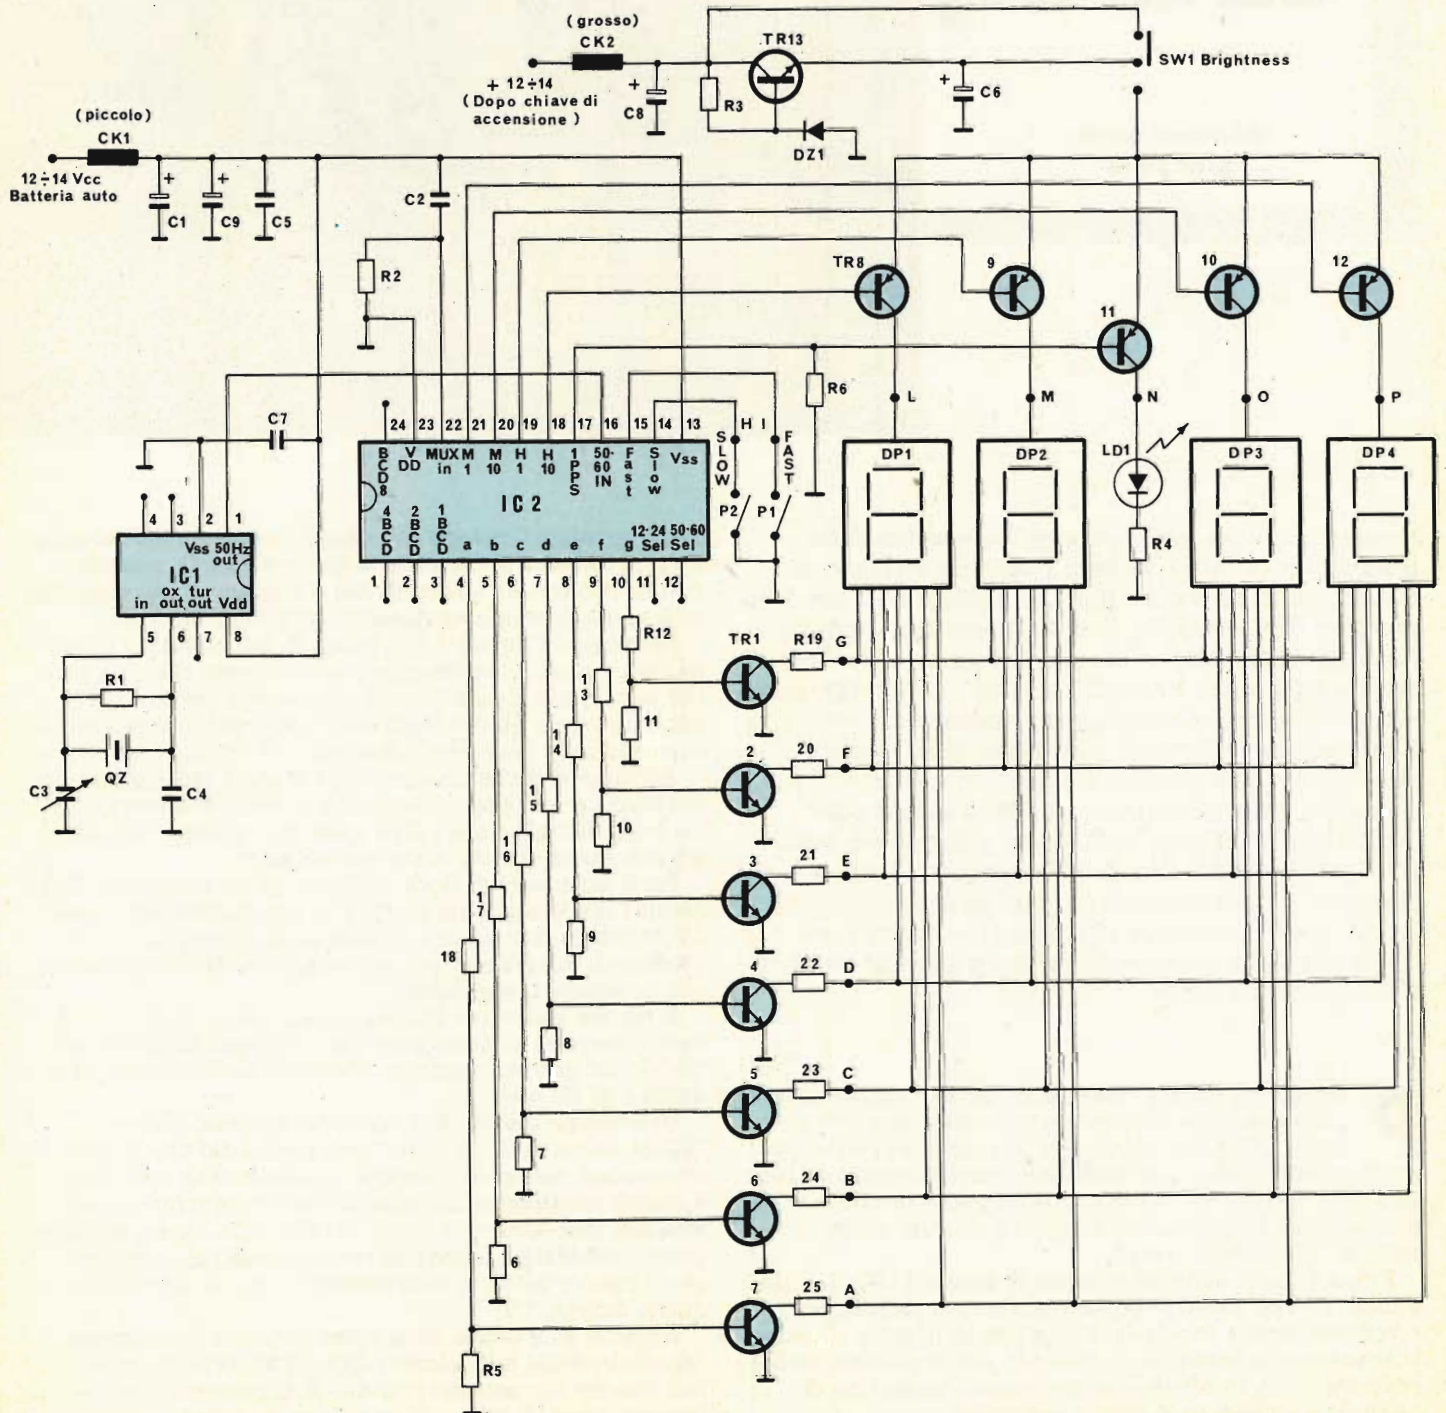 (grosso)
CK2
TR13
SW1 Brightness
+ 12÷14
(Dopo chiave di
accensione)
+
C8
R3
+
C6
DZ1
(piccolo)
CK1
12÷14 Vcc
Batteria auto
+
C1
+
C9
C5
C2
R2
TR8
9
10
12
11
R6
L
M
N
O
P
C7
24 23 22 21 20 19 18 17 16 15 14 13
BCD 8
V DD
MUX in
M 1
M 10
H 1
H 10
1 PPS
50-60 IN
Fast
Slow
Vss
IC2
4 BCD
2 BCD
1 BCD
a b c d e f g
12-24 Sel
50-60 Sel
1 2 3 4 5 6 7 8 9 10 11 12
H I
SLOW
FAST
P2
P1
DP1
DP2
LD1
DP3
DP4
R4
4 3 2 1
Vss 50Hz out
IC1
in
ox out
tur out
Vdd
5 6 7 8
R1
QZ
C3
C4
R12
13
11
14
15
10
16
17
9
18
8
7
6
R5
TR1
R19
G
2
20
F
3
21
E
4
22
D
5
23
C
6
24
B
7
25
A